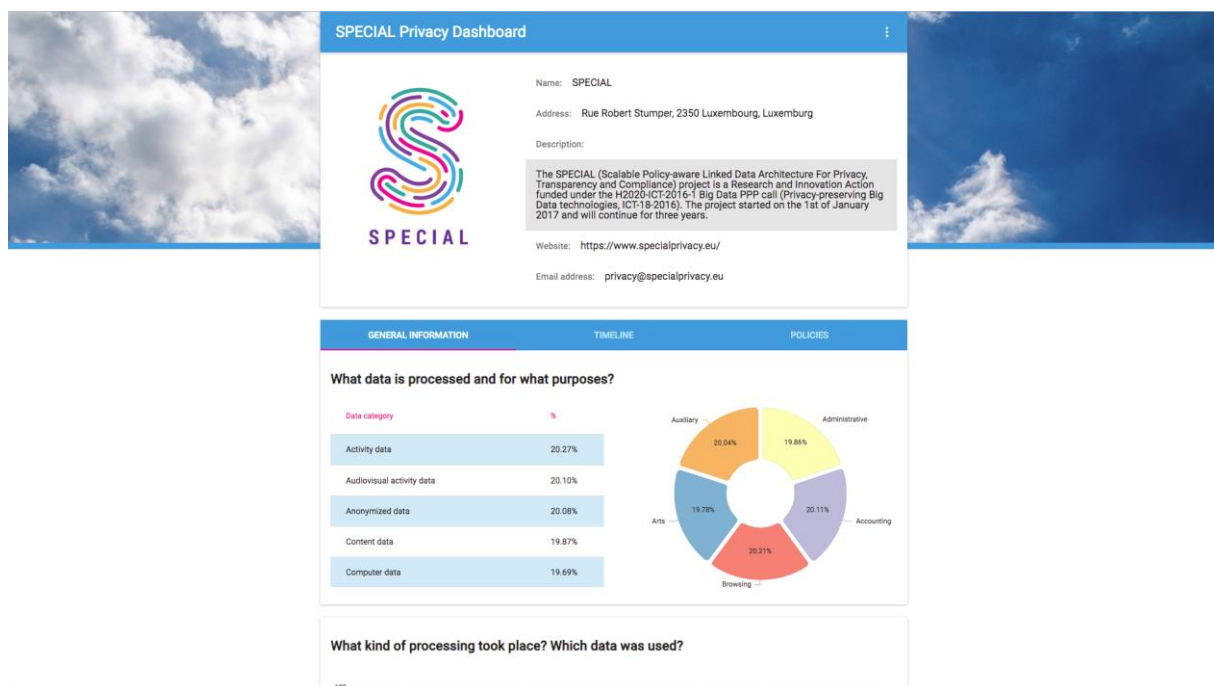 SPECIAL Privacy Dashboard
SPECIAL
Name: SPECIAL
Address: Rue Robert Stumper, 2350 Luxembourg, Luxemburg
Description:
The SPECIAL (Scalable Policy-aware Linked Data Architecture For Privacy,
Transparency and Compliance) project is a Research and Innovation Action
funded under the H2020-ICT-2016-1 Big Data PPP call (Privacy-preserving Big
Data technologies, ICT-18-2016). The project started on the 1st of January
2017 and will continue for three years.
Website: https://www.specialprivacy.eu/
Email address: privacy@specialprivacy.eu
GENERAL INFORMATION TIMELINE POLICIES
What data is processed and for what purposes?
Data category %
Activity data 20.27%
Audiovisual activity data 20.10%
Anonymized data 20.08%
Content data 19.87%
Computer data 19.69%
Auxiliary Administrative
20.04% 19.86%
19.78% 20.11%
Arts Accounting
20.21%
Browsing
What kind of processing took place? Which data was used?